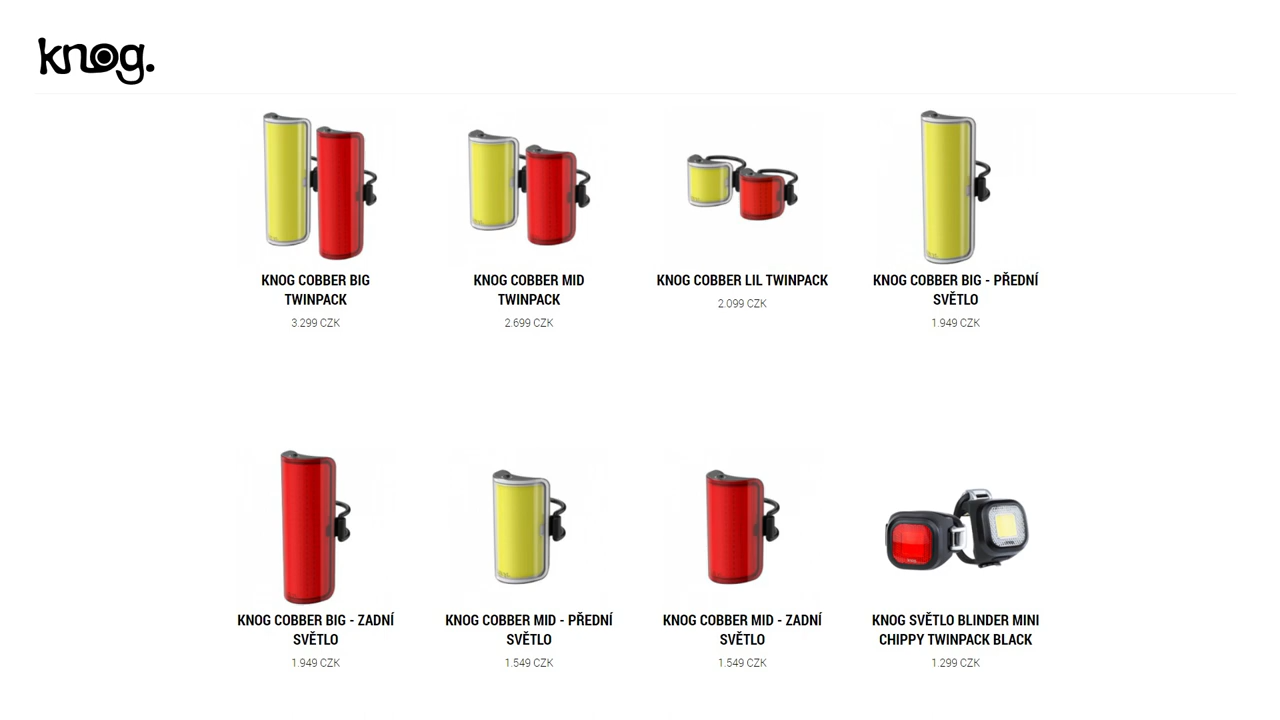 knog.
KNOG COBBER BIG
TWINPACK
3.299 CZK
KNOG COBBER MID
TWINPACK
2.699 CZK
KNOG COBBER LIL TWINPACK
2.099 CZK
KNOG COBBER BIG - PŘEDNÍ
SVĚTLO
1.949 CZK
KNOG COBBER BIG - ZADNÍ
SVĚTLO
1.949 CZK
KNOG COBBER MID - PŘEDNÍ
SVĚTLO
1.549 CZK
KNOG COBBER MID - ZADNÍ
SVĚTLO
1.549 CZK
KNOG SVĚTLO BLINDER MINI
CHIPPY TWINPACK BLACK
1.299 CZK